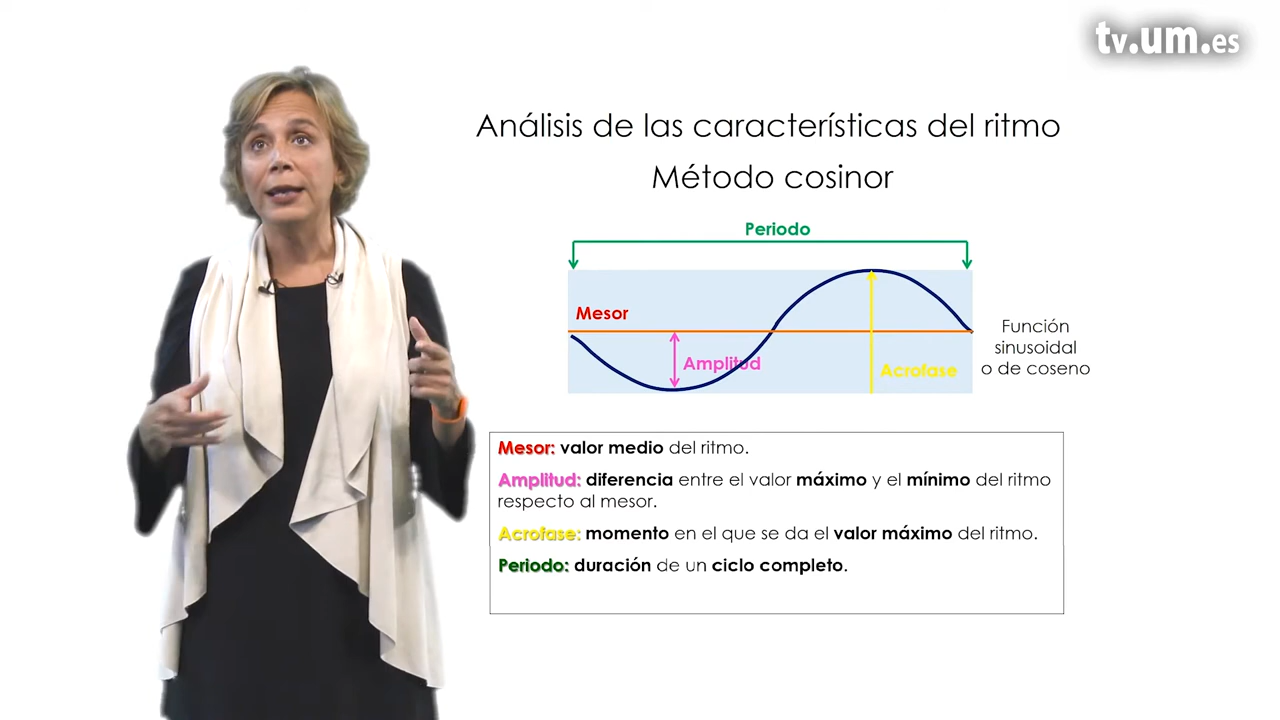 tv.um.es
Análisis de las características del ritmo
Método cosinor
Periodo
Mesor
Amplitud
Acrofase
Función
sinusoidal
o de coseno
Mesor: valor medio del ritmo.
Amplitud: diferencia entre el valor máximo y el mínimo del ritmo
respecto al mesor.
Acrofase: momento en el que se da el valor máximo del ritmo.
Periodo: duración de un ciclo completo.